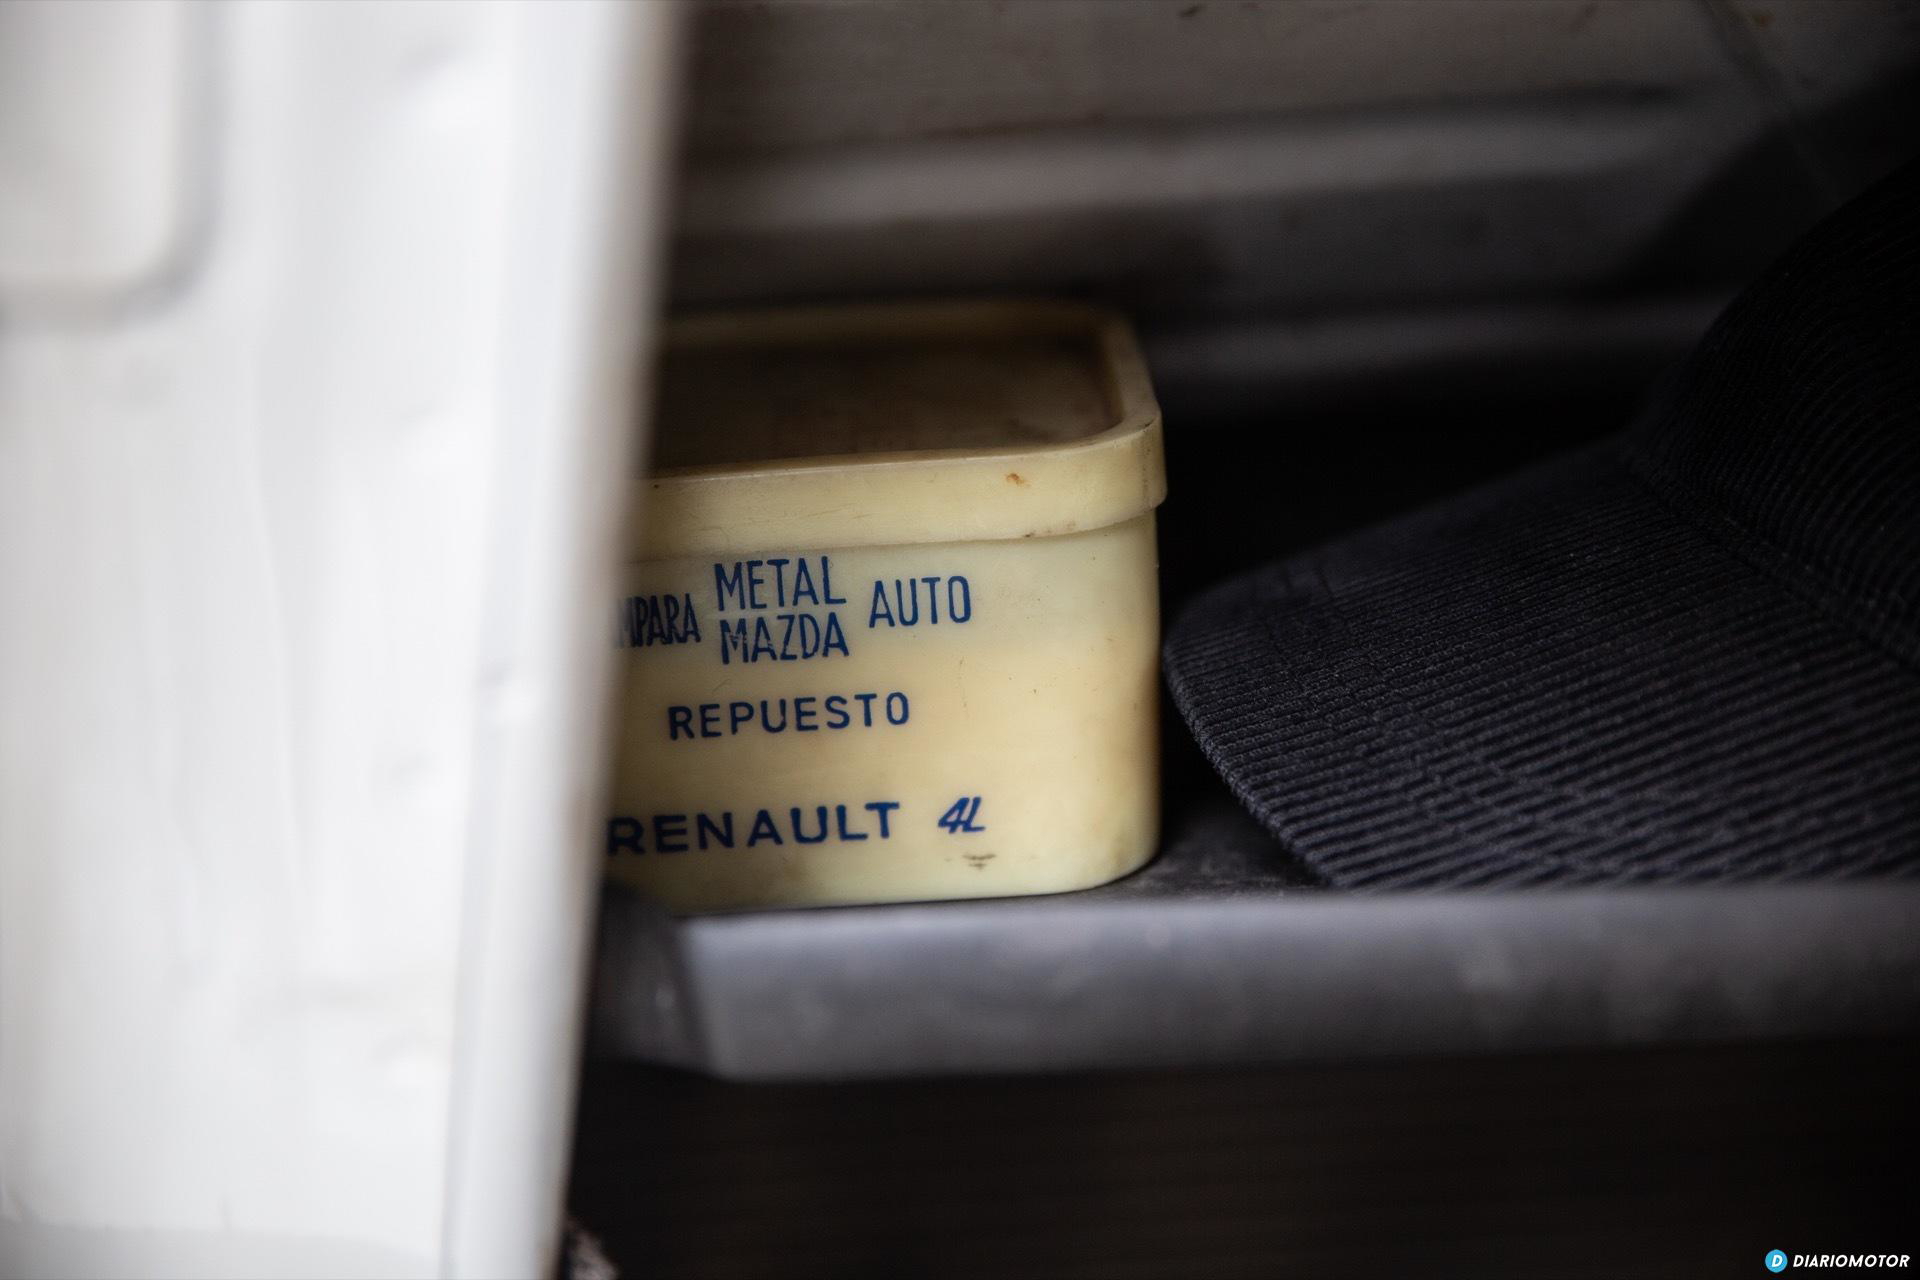 METAL
MPARA MAZDA AUTO
REPUESTO
RENAULT 4L
D DIARIOMOTOR